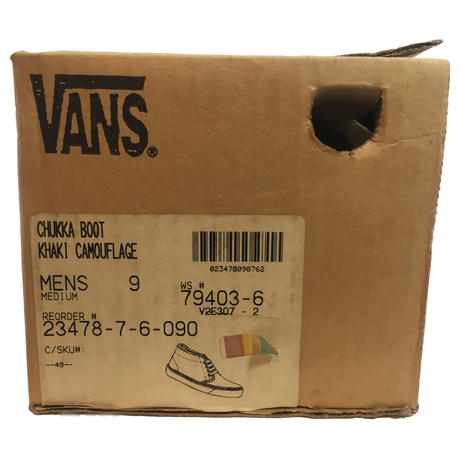 VANS®
CHUKKA BOOT
KHAKI CAMOUFLAGE
023478090762
MENS 9
MEDIUM
WS #
79403-6
V2E307 - 2
REORDER #
23478-7-6-090
C/SKU#:
--48--